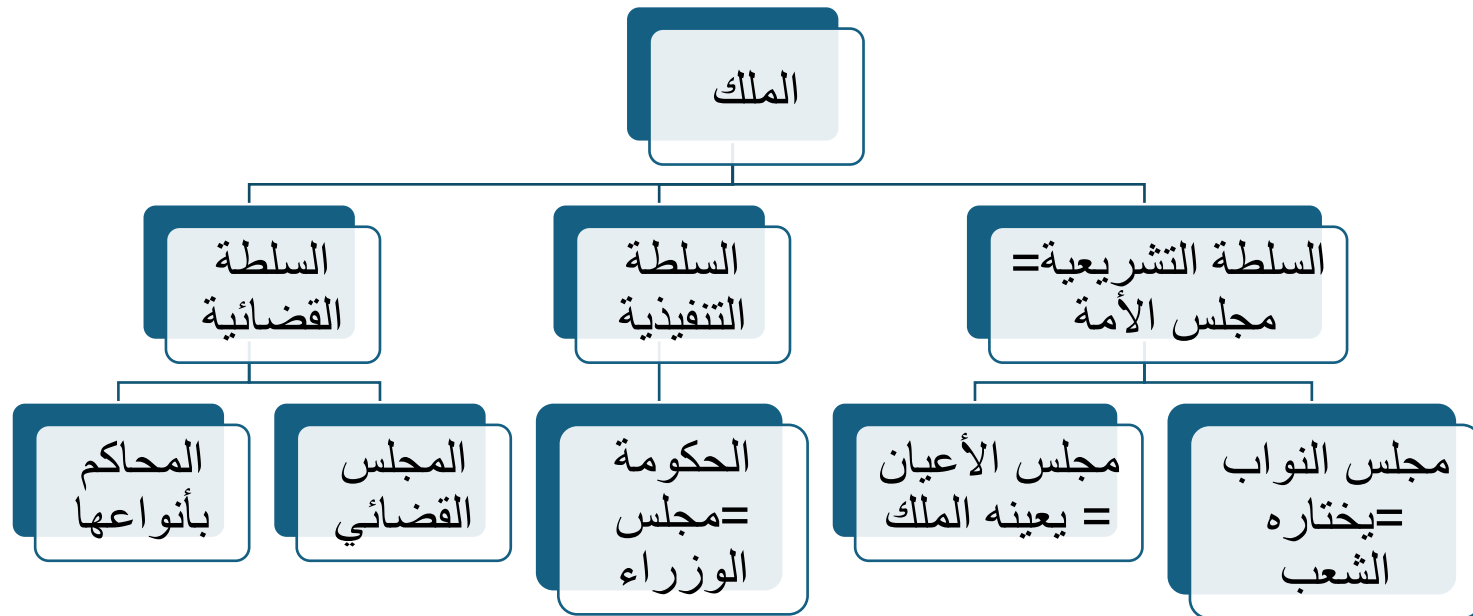 الملك
السلطة التشريعية=
مجلس الأمة
السلطة
التنفيذية
السلطة
القضائية
مجلس النواب
=يختاره
الشعب
مجلس الأعيان
= يعينه الملك
الحكومة
=مجلس
الوزراء
المجلس
القضائي
المحاكم
بأنواعها